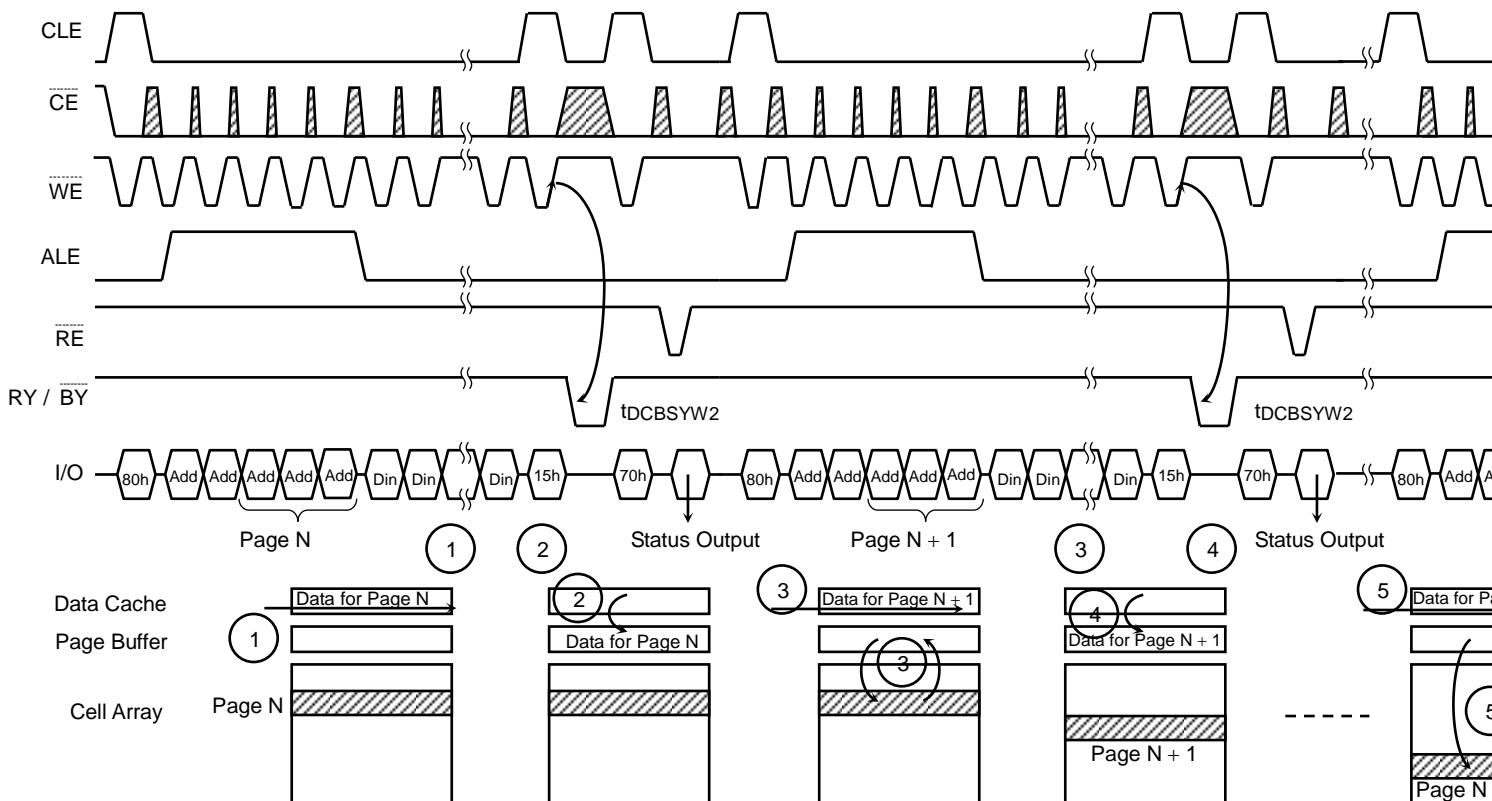 CLE
CE
WE
ALE
RE
RY / BY
tDCBSYW2
tDCBSYW2
I/O
80h Add Add Add Add Add Din Din Din 15h 70h 80h Add Add Add Add Add Din Din Din 15h 70h 80h Add
Page N
1
2
Status Output
Page N + 1
3
4
Status Output
Data Cache
Data for Page N
2
3
Data for Page N + 1
4
5
Data for
Page Buffer
1
Data for Page N
3
Data for Page N + 1
Cell Array
Page N
5
Page N + 1
Page N